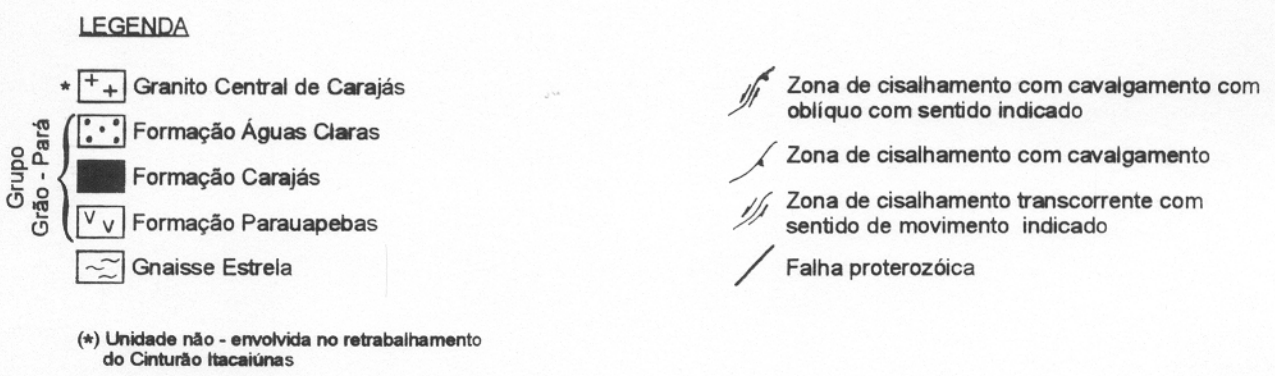 LEGENDA
* Granito Central de Carajás
Grupo
Grão - Pará
Formação Águas Claras
Formação Carajás
Formação Parauapebas
Gnaisse Estrela
(*) Unidade não - envolvida no retrabalhamento
do Cinturão Itacaiúnas
Zona de cisalhamento com cavalgamento com
oblíquo com sentido indicado
Zona de cisalhamento com cavalgamento
Zona de cisalhamento transcorrente com
sentido de movimento indicado
Falha proterozóica